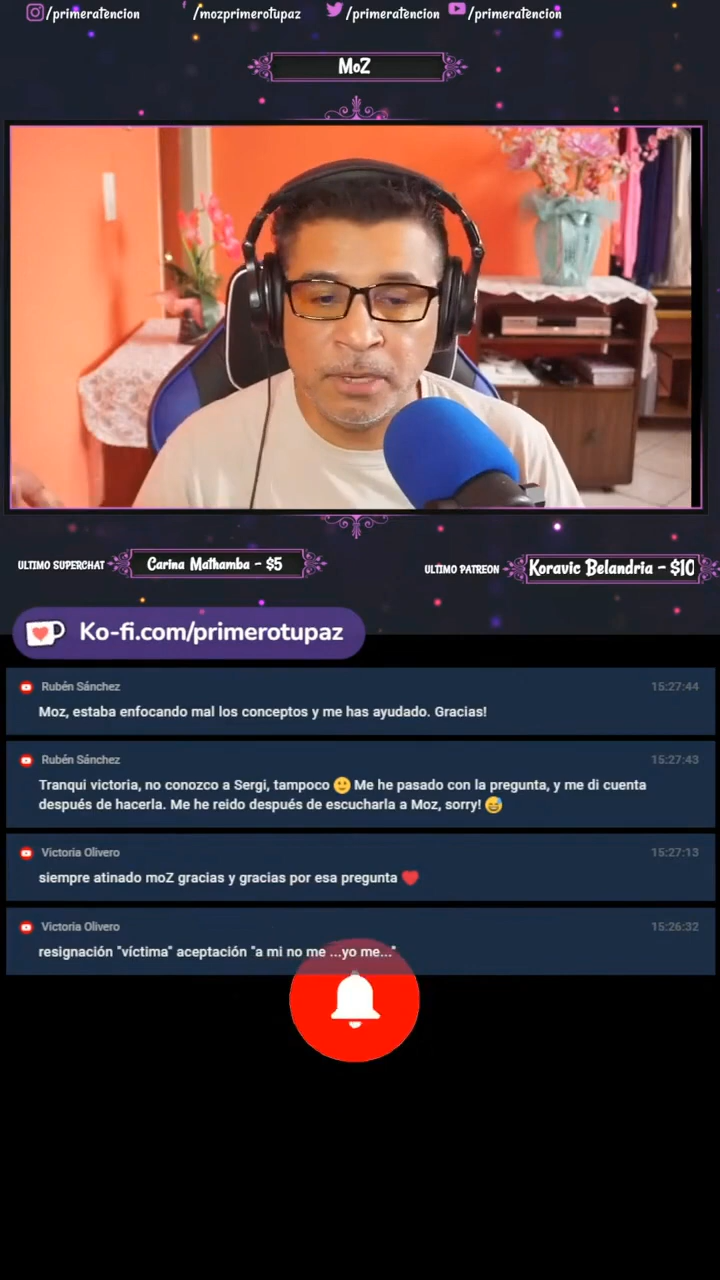 /primeratencion /mozprimerotupaz /primeratencion /primeratencion
MoZ
ULTIMO SUPERCHAT Carina Mathamba - $5 ULTIMO PATREON Koravic Belandria - $10
Ko-fi.com/primerotupaz
Rubén Sánchez 15:27:44
Moz, estaba enfocando mal los conceptos y me has ayudado. Gracias!
Rubén Sánchez 15:27:43
Tranqui victoria, no conozco a Sergi, tampoco 🙂 Me he pasado con la pregunta, y me di cuenta
después de hacerla. Me he reido después de escucharla a Moz, sorry! 😅
Victoria Olivero 15:27:13
siempre atinado moZ gracias y gracias por esa pregunta ❤️
Victoria Olivero 15:26:32
resignación "víctima" aceptación "a mi no me ...yo me..."